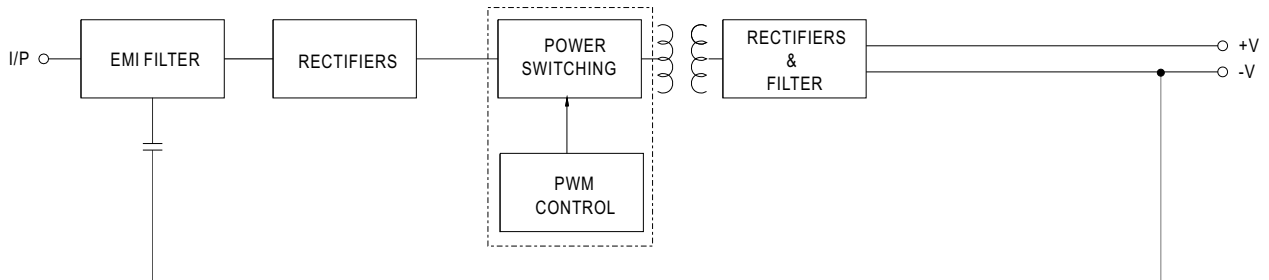 I/P
EMI FILTER
RECTIFIERS
POWER
SWITCHING
RECTIFIERS
&
FILTER
+V
-V
PWM
CONTROL